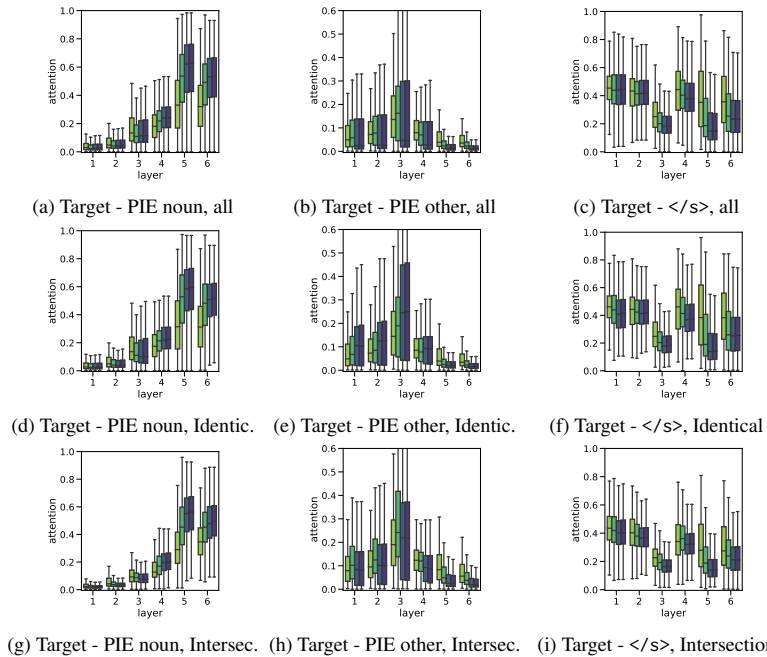 1.0
0.8
0.6
0.4
0.2
0.0
attention
1 2 3 4 5 6
layer
(a) Target - PIE noun, all
0.6
0.5
0.4
0.3
0.2
0.1
0.0
attention
1 2 3 4 5 6
layer
(b) Target - PIE other, all
1.0
0.8
0.6
0.4
0.2
0.0
attention
1 2 3 4 5 6
layer
(c) Target - </s>, all
1.0
0.8
0.6
0.4
0.2
0.0
attention
1 2 3 4 5 6
layer
(d) Target - PIE noun, Identic.
0.6
0.5
0.4
0.3
0.2
0.1
0.0
attention
1 2 3 4 5 6
layer
(e) Target - PIE other, Identic.
1.0
0.8
0.6
0.4
0.2
0.0
attention
1 2 3 4 5 6
layer
(f) Target - </s>, Identical
1.0
0.8
0.6
0.4
0.2
0.0
attention
1 2 3 4 5 6
layer
(g) Target - PIE noun, Intersec.
0.6
0.5
0.4
0.3
0.2
0.1
0.0
attention
1 2 3 4 5 6
layer
(h) Target - PIE other, Intersec.
1.0
0.8
0.6
0.4
0.2
0.0
attention
1 2 3 4 5 6
layer
(i) Target - </s>, Intersection